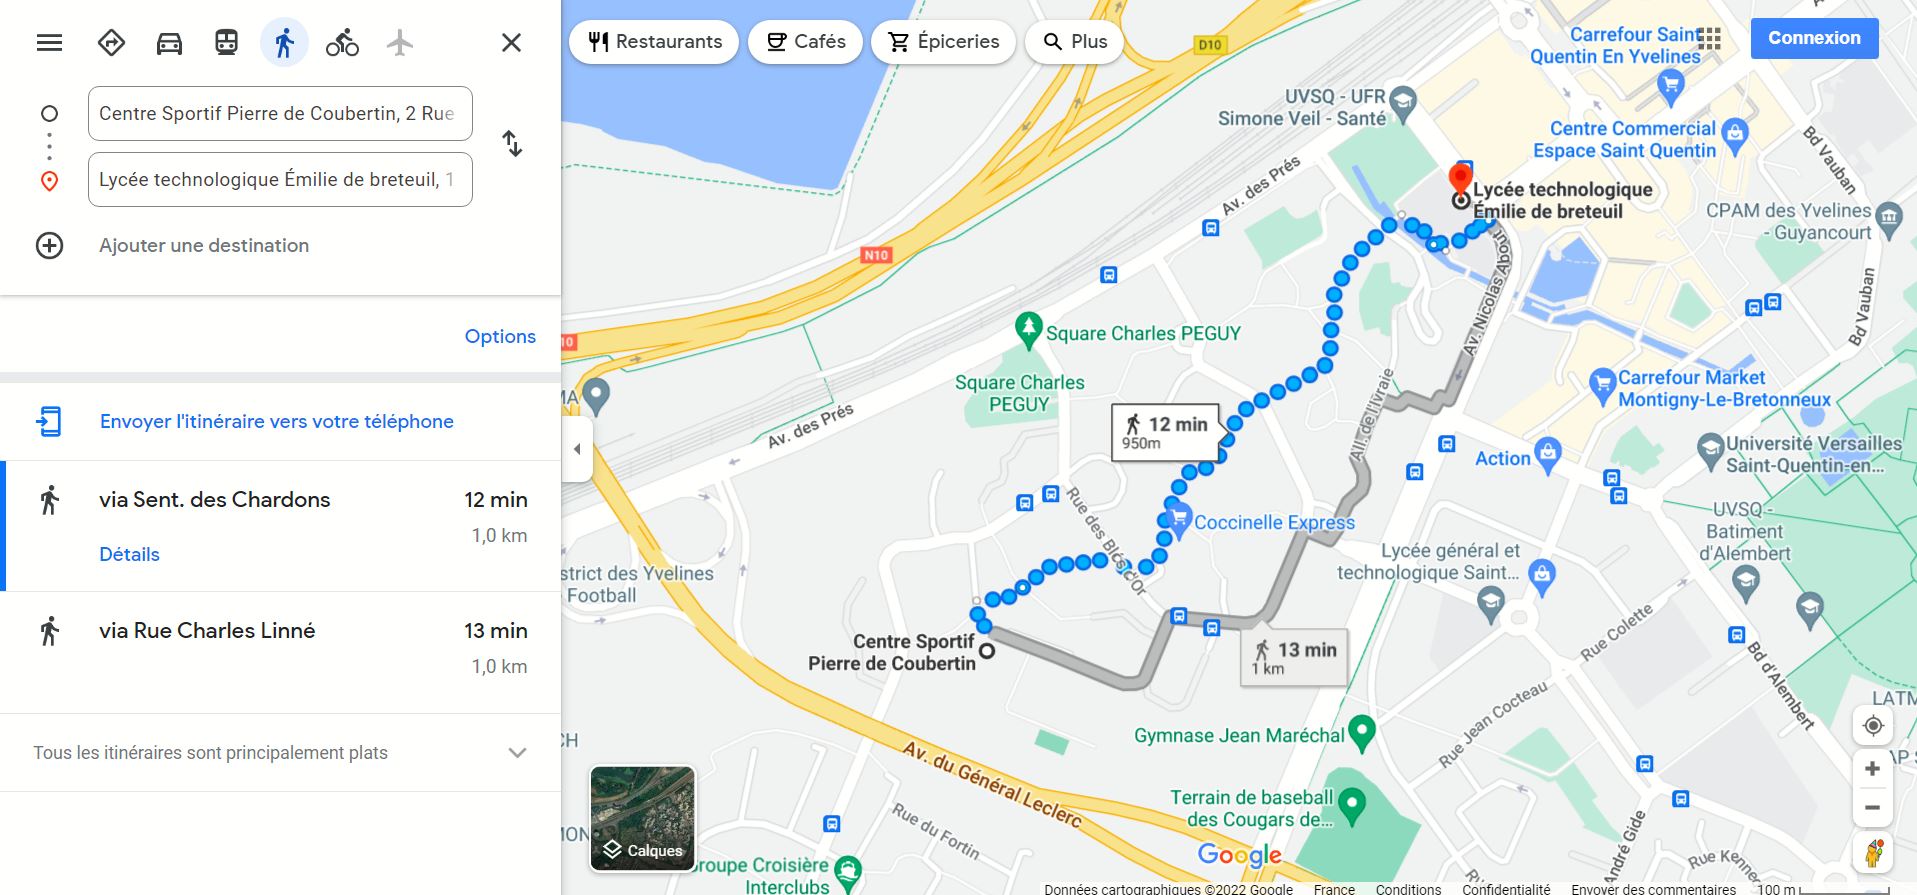 Centre Sportif Pierre de Coubertin, 2 Rue
Lycée technologique Émilie de breteuil, 1
Ajouter une destination
Options
Envoyer l'itinéraire vers votre téléphone
via Sent. des Chardons
12 min
1,0 km
Détails
via Rue Charles Linné
13 min
1,0 km
Tous les itinéraires sont principalement plats
Restaurants
Cafés
Épiceries
Plus
Connexion
D10
Carrefour Saint
Quentin En Yvelines
UVSQ - UFR
Simone Veil - Santé
Centre Commercial
Espace Saint Quentin
Bd Vauban
Av. des Prés
Lycée technologique
Émilie de breteuil
CPAM des Yvelines
- Guyancourt
N10
Av. Nicolas About
Bd Vauban
Square Charles PEGUY
10
Square Charles
PEGUY
Carrefour Market
Montigny-Le-Bretonneux
MA
Av. des Prés
12 min
950m
All. de l'Ivraie
Action
Université Versailles
Saint-Quentin-en...
Rue des Blés d'Or
Coccinelle Express
UVSQ -
Batiment
d'Alembert
Lycée général et
technologique Saint...
strict des Yvelines
Football
Rue Colette
Centre Sportif
Pierre de Coubertin
13 min
1 km
Bd d'Alembert
LATM
Rue Jean Cocteau
Gymnase Jean Maréchal
CH
AP S
Av. du Général Leclerc
Terrain de baseball
des Cougars de...
Rue du Fortin
MON
Calques
roupe Croisière
Interclubs
Google
André Gide
Rue Kenne
Données cartographiques ©2022 Google
France
Conditions
Confidentialité
Envoyer des commentaires
100 m